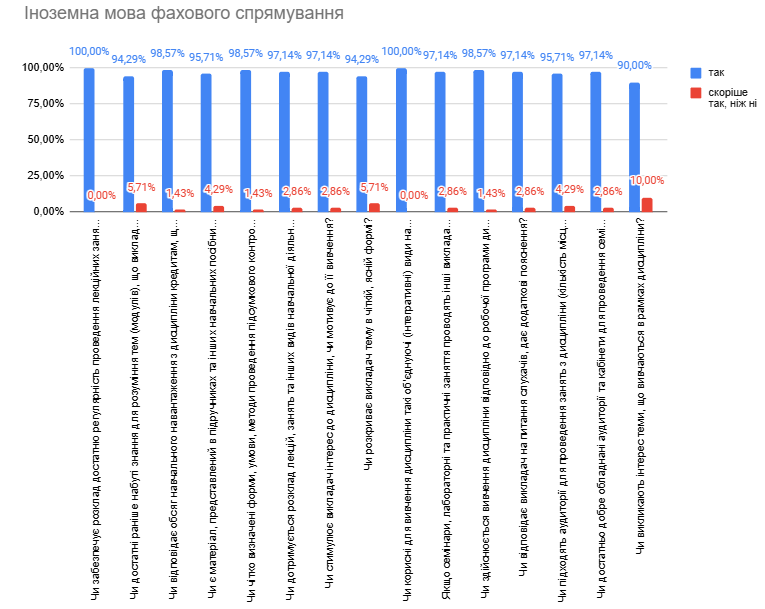 Іноземна мова фахового спрямування
100,00%
94,29%
98,57%
95,71%
98,57%
97,14%
97,14%
94,29%
100,00%
97,14%
98,57%
97,14%
95,71%
97,14%
90,00%
так
скоріше
так, ніж ні
100,00%
75,00%
50,00%
25,00%
0,00%
0,00%
5,71%
1,43%
4,29%
1,43%
2,86%
2,86%
5,71%
0,00%
2,86%
1,43%
2,86%
4,29%
2,86%
10,00%
Чи забезпечує розклад достатню регулярність проведення лекційних заня...
Чи достатні раніше набуті знання для розуміння тем (модулів), що виклад...
Чи відповідає обсяг навчального навантаження з дисципліни кредитам, щ...
Чи є матеріал, представлений в підручниках та інших навчальних посібни...
Чи чітко визначені форми, умови, методи проведення підсумкового контро...
Чи дотримується розклад лекцій, занять та інших видів навчальної діяльн...
Чи стимулює викладач інтерес до дисципліни, чи мотивує до її вивчення?
Чи розкриває викладач тему в чіткій, ясній формі?
Чи корисні для вивчення дисципліни такі об'єднуючі (інтегративні) види на...
Якщо семінари, лабораторні та практичні заняття проводять інші виклада...
Чи здійснюється вивчення дисципліни відповідно до робочої програми ди...
Чи відповідає викладач на питання слухачів, дає додаткові пояснення?
Чи підходять аудиторії для проведення занять з дисципліни (кількість місц...
Чи достатньо добре обладнані аудиторії та кабінети для проведення семі...
Чи викликають інтерес теми, що вивчаються в рамках дисципліни?